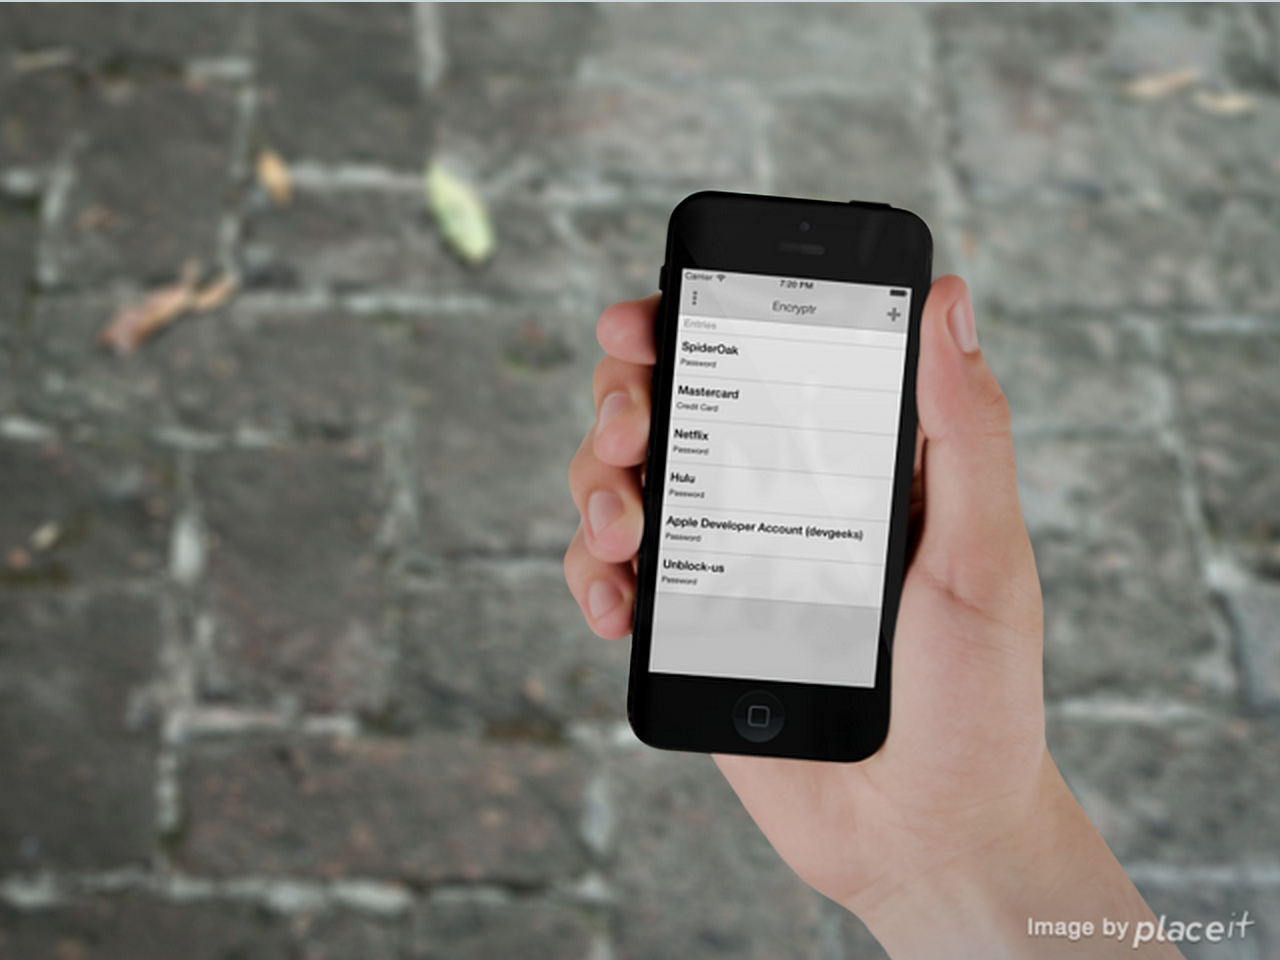 Carrier 7:20 PM
Encryptr
Entries
SpiderOak
Password
Mastercard
Credit Card
Netflix
Password
Hulu
Password
Apple Developer Account (devgeeks)
Password
Unblock-us
Password
Image by placeit